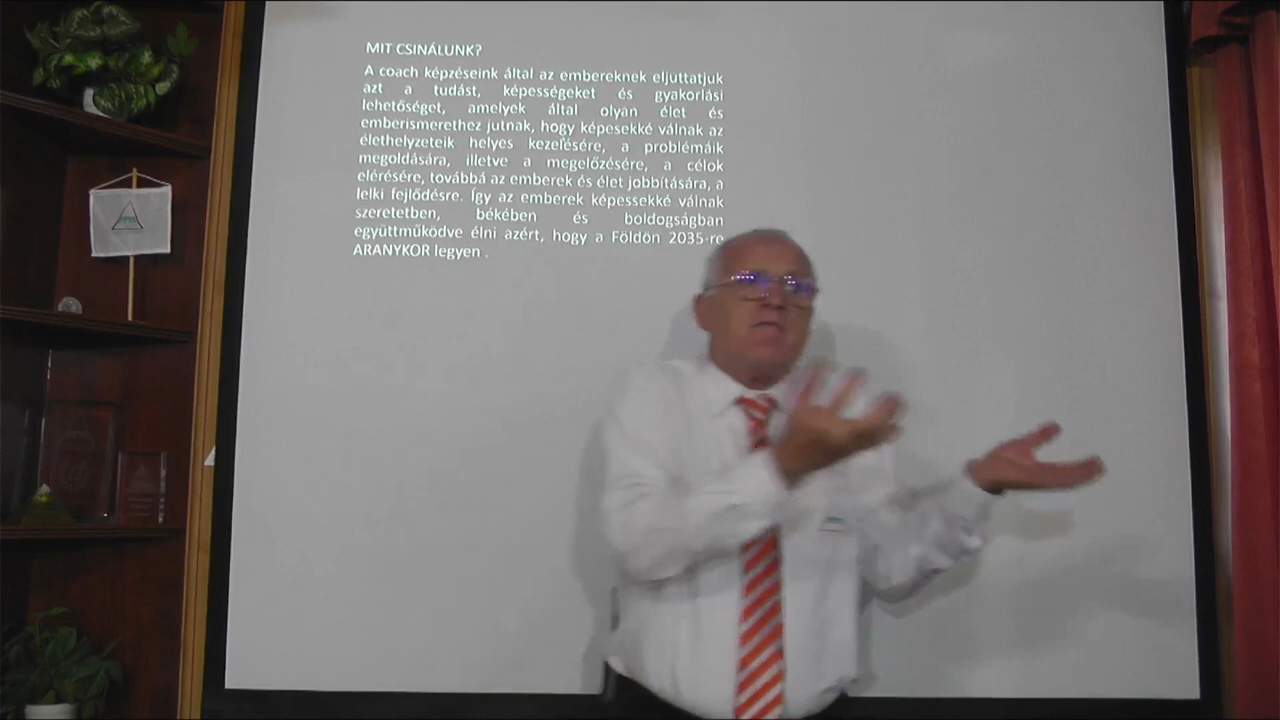 MIT CSINÁLUNK?
A coach képzéseink által az embereknek eljuttatjuk
azt a tudást, képességeket és gyakorlási
lehetőséget, amelyek által olyan élet és
emberismerethez jutnak, hogy képesekké válnak az
élethelyzeteik helyes kezelésére, a problémáik
megoldására, illetve a megelőzésére, a célok
elérésére, továbbá az emberek és élet jobbítására, a
lelki fejlődésre. Így az emberek képessekké válnak
szeretetben, békében és boldogságban
együttműködve élni azért, hogy a Földön 2035-re
ARANYKOR legyen .